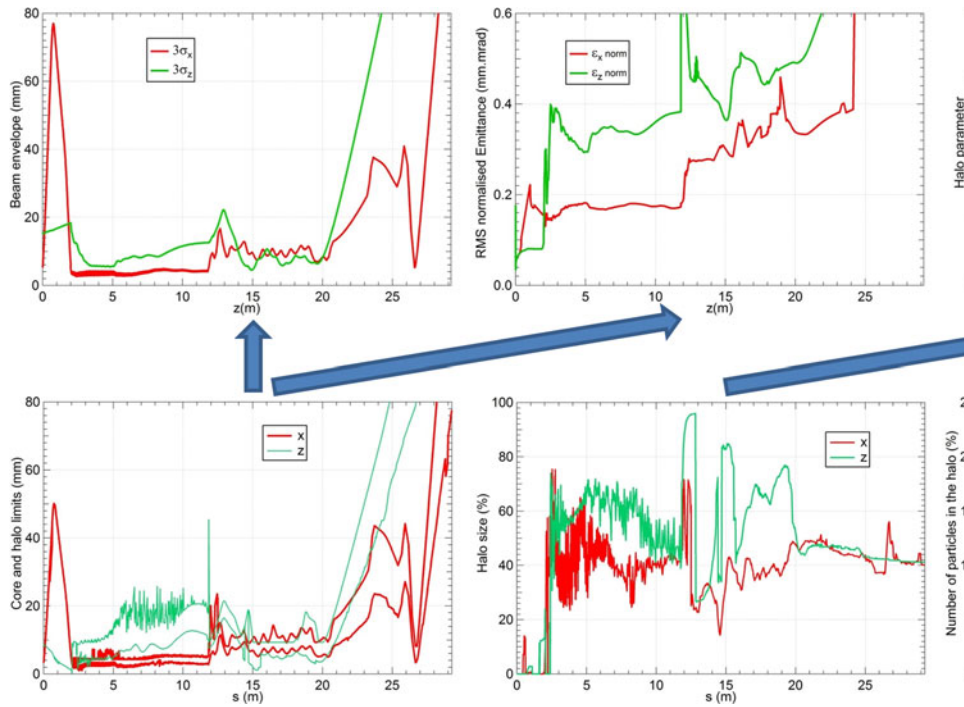 Beam envelope (mm)
80
60
40
20
0
3σx
3σz
0 5 10 15 20 25
z(m)
RMS normalised Emittance (mm.mrad)
0.6
0.4
0.2
0.0
εx norm
εz norm
0 5 10 15 20 25
z(m)
Halo parameter
Core and halo limits (mm)
80
60
40
20
0
x
z
0 5 10 15 20 25
s (m)
Halo size (%)
100
80
60
40
20
0
x
z
0 5 10 15 20 25
s (m)
Number of particles in the halo (%)
2
2
1
1